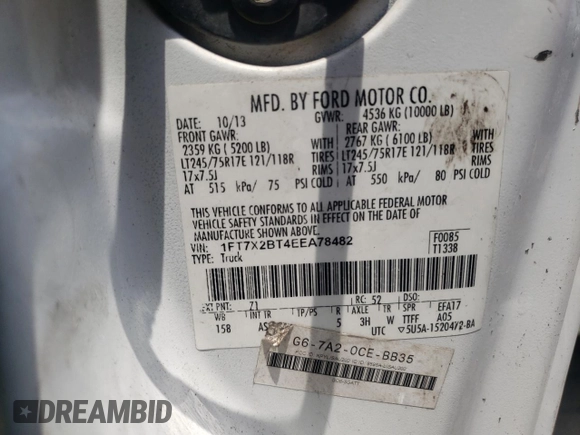 MFD. BY FORD MOTOR CO.
DATE: 10/13 GVWR: 4536 KG (10000 LB)
FRONT GAWR: REAR GAWR:
2359 KG ( 5200 LB) 2767 KG ( 6100 LB)
LT245/75R17E 121/118R TIRES LT245/75R17E 121/118R TIRES
17x7.5J RIMS 17x7.5J RIMS
AT 515 kPa/ 75 PSI COLD AT 550 kPa/ 80 PSI COLD
THIS VEHICLE CONFORMS TO ALL APPLICABLE FEDERAL MOTOR
VEHICLE SAFETY STANDARDS IN EFFECT ON THE DATE OF
MANUFACTURE SHOWN ABOVE.
VIN: 1FT7X2BT4EEA78482 F0085
TYPE: Truck T1338
EXT PNT: Z1 RC: 52 DSO:
WB INT TR TP/PS R AXLE TR SPR EFA17
158 AS 5 3H W TTFF A05
UTC 5U5A-15204Y2-BA
G6-7A2-0CE-BB35
DREAMBID